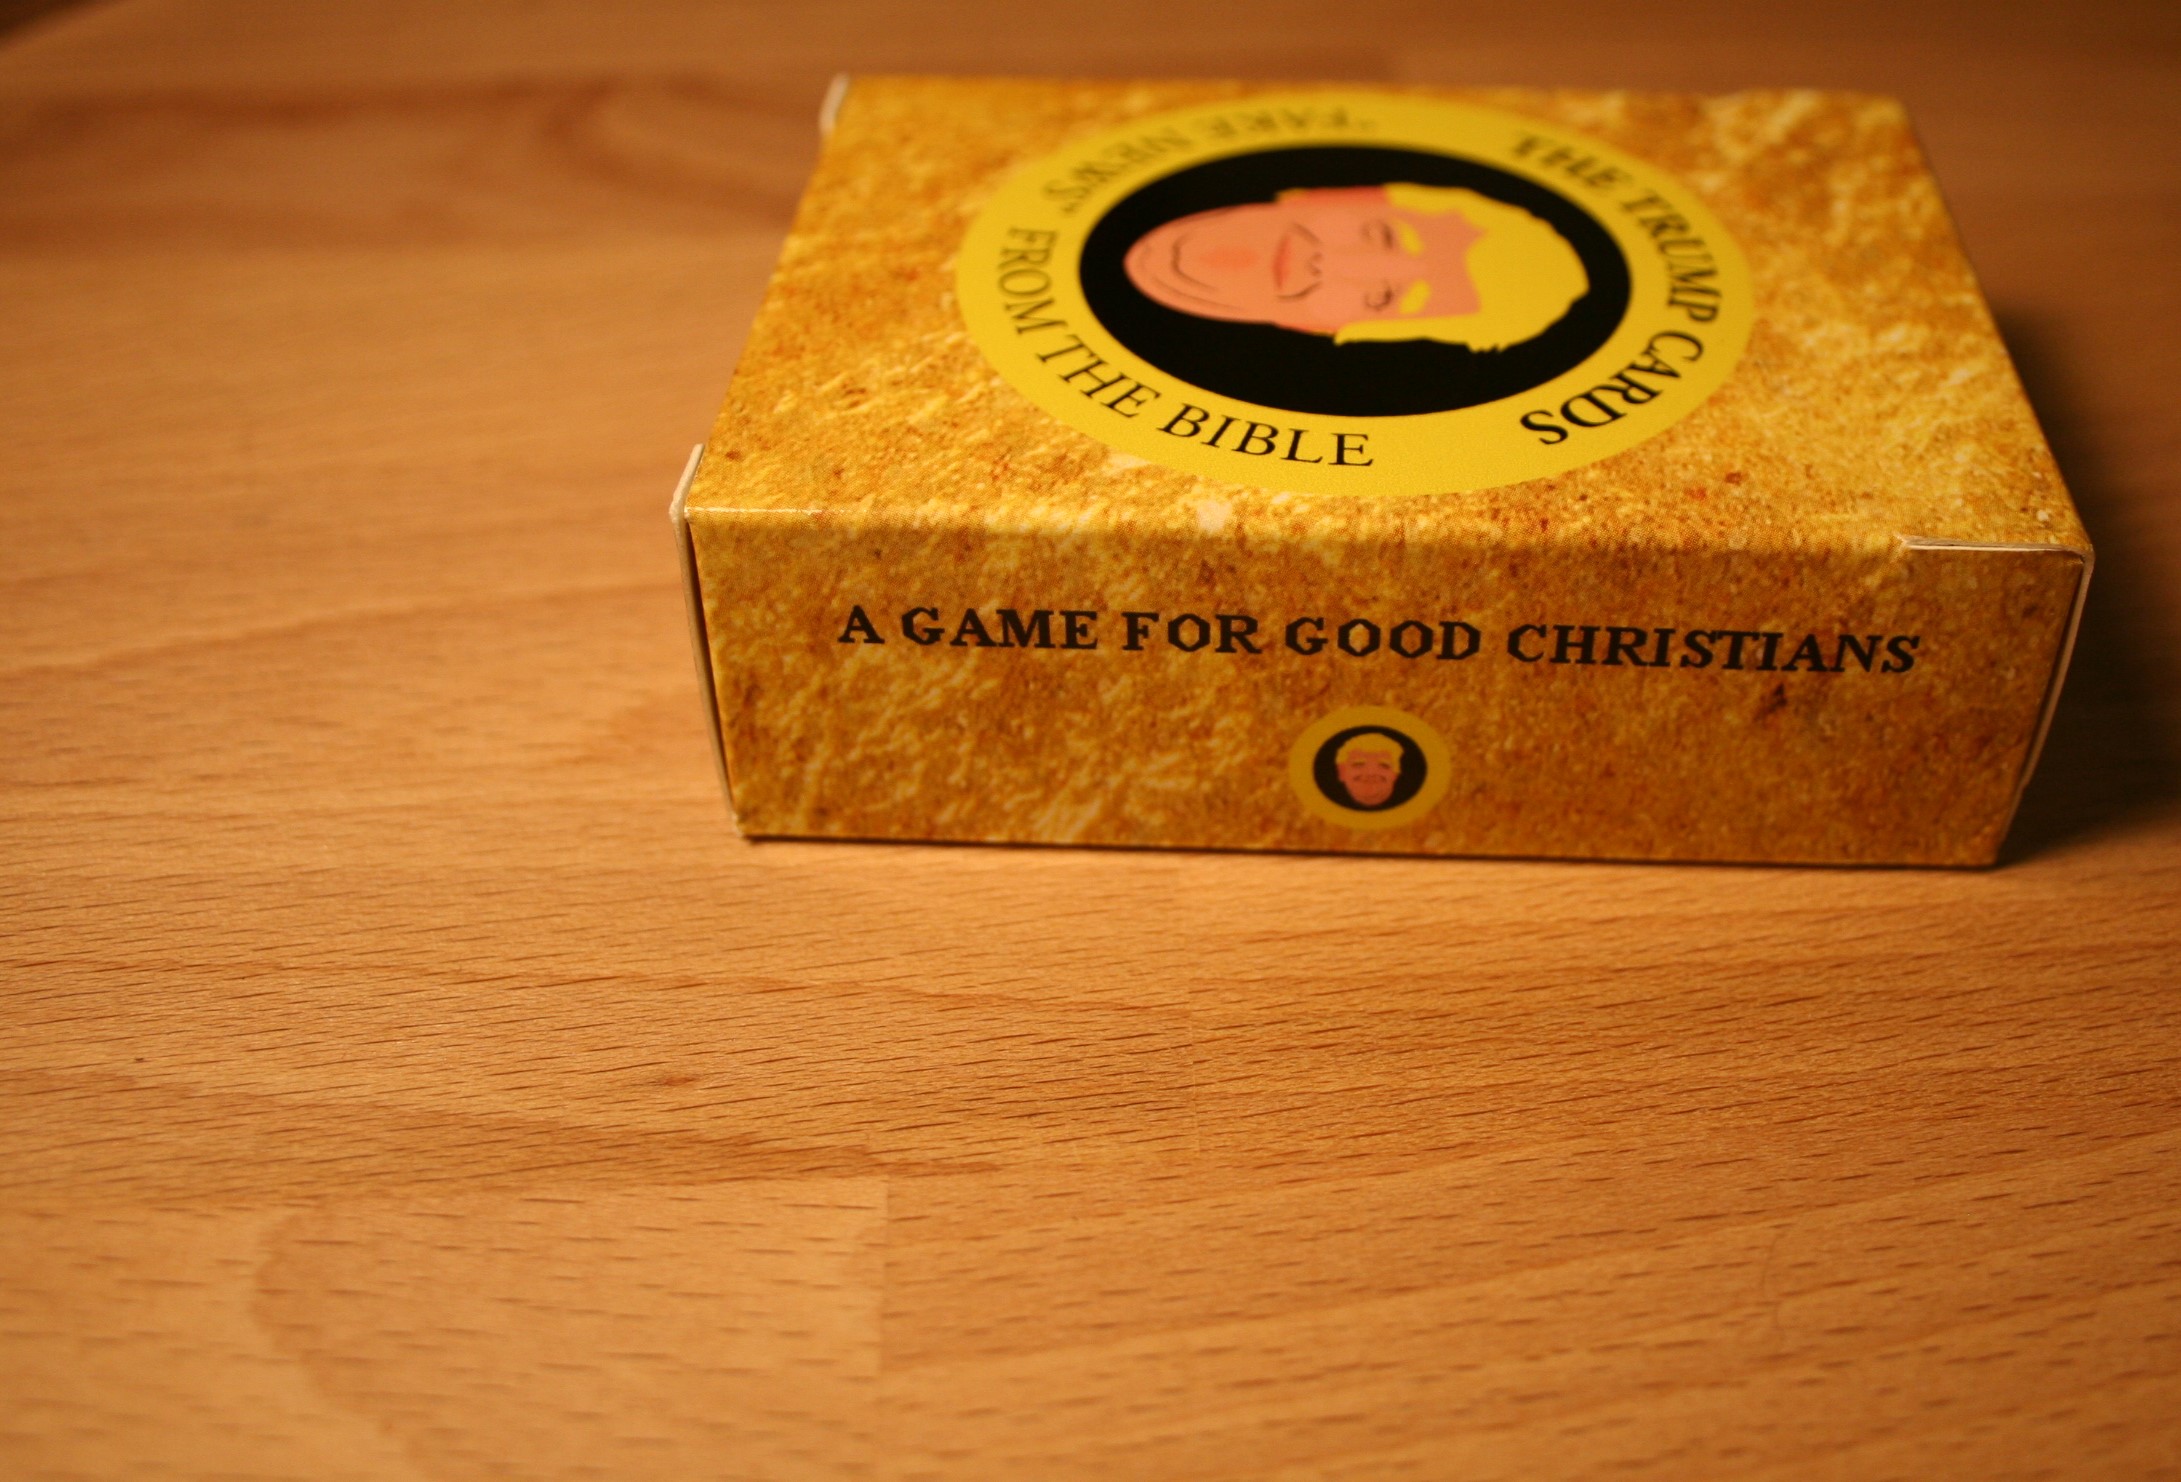 THE TRUMP CARDS
"FAKE NEWS" FROM THE BIBLE
A GAME FOR GOOD CHRISTIANS